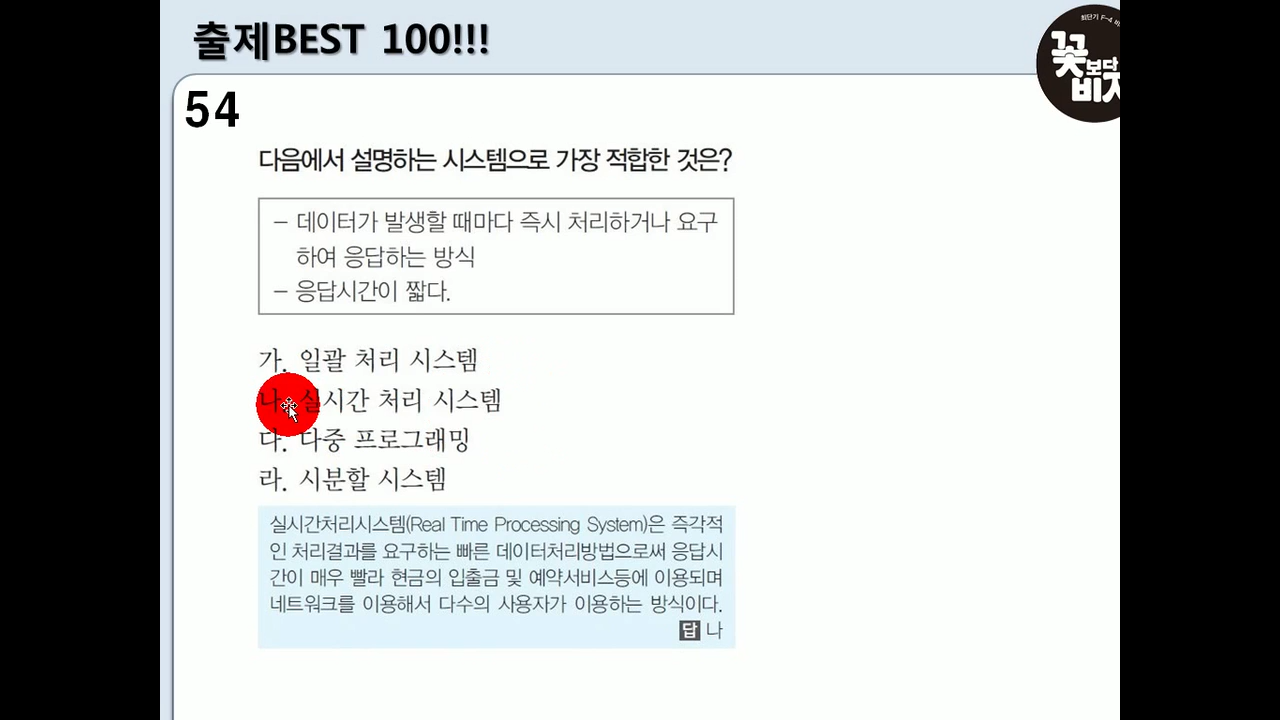 출제BEST 100!!!
최단기 F-4
꽃
보다
비자
54
다음에서 설명하는 시스템으로 가장 적합한 것은?
– 데이터가 발생할 때마다 즉시 처리하거나 요구
하여 응답하는 방식
– 응답시간이 짧다.
가. 일괄 처리 시스템
나. 실시간 처리 시스템
다. 다중 프로그래밍
라. 시분할 시스템
실시간처리시스템(Real Time Processing System)은 즉각적
인 처리결과를 요구하는 빠른 데이터처리방법으로써 응답시
간이 매우 빨라 현금의 입출금 및 예약서비스등에 이용되며
네트워크를 이용해서 다수의 사용자가 이용하는 방식이다.
답 나